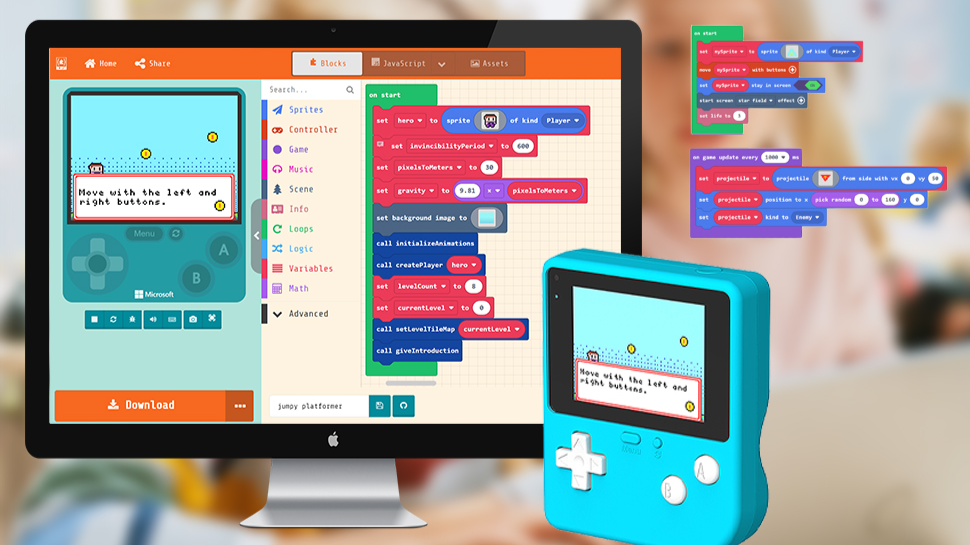 Home
Share
Blocks
JavaScript
Assets
Move with the left and
right buttons.
Menu
A
B
Microsoft
Download
Search...
Sprites
Controller
Game
Music
Scene
Info
Loops
Logic
Variables
Math
Advanced
on start
set hero to sprite of kind Player
set invincibilityPeriod to 600
set pixelsToMeters to 30
set gravity to 9.81 × pixelsToMeters
set background image to
call initializeAnimations
call createPlayer hero
set levelCount to 8
set currentLevel to 0
call setLevelTileMap currentLevel
call giveIntroduction
jumpy platformer
on start
set mySprite to sprite of kind Player
move mySprite with buttons
set mySprite stay in screen
start screen star field effect
set life to 3
on game update every 1000 ms
set projectile to projectile from side with vx 0 vy 50
set projectile position to x pick random 0 to 160 y 0
set projectile kind to Enemy
Move with the left and
right buttons.
MENU
A
B